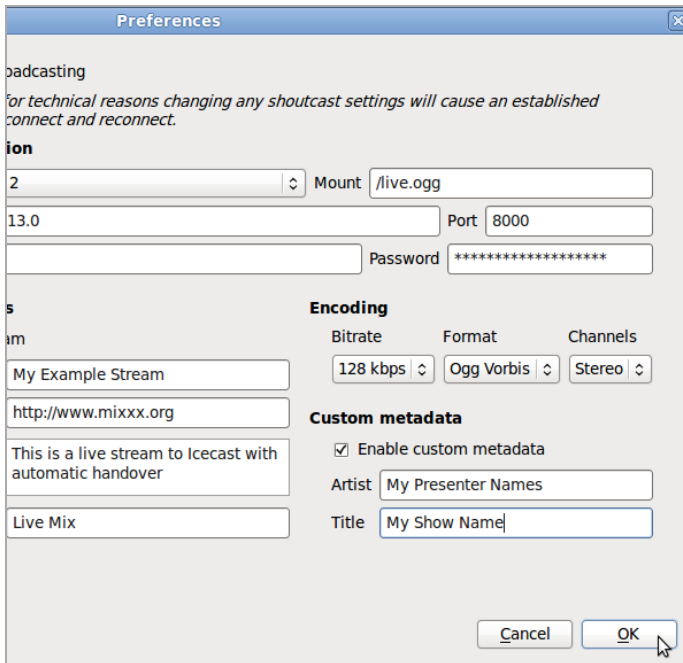 Preferences
oadcasting
for technical reasons changing any shoutcast settings will cause an established
connect and reconnect.
ion
2 Mount /live.ogg
13.0 Port 8000
Password *******************
s Encoding
am Bitrate Format Channels
My Example Stream 128 kbps Ogg Vorbis Stereo
http://www.mixxx.org
Custom metadata
This is a live stream to Icecast with
automatic handover
Enable custom metadata
Artist My Presenter Names
Live Mix Title My Show Name
Cancel OK